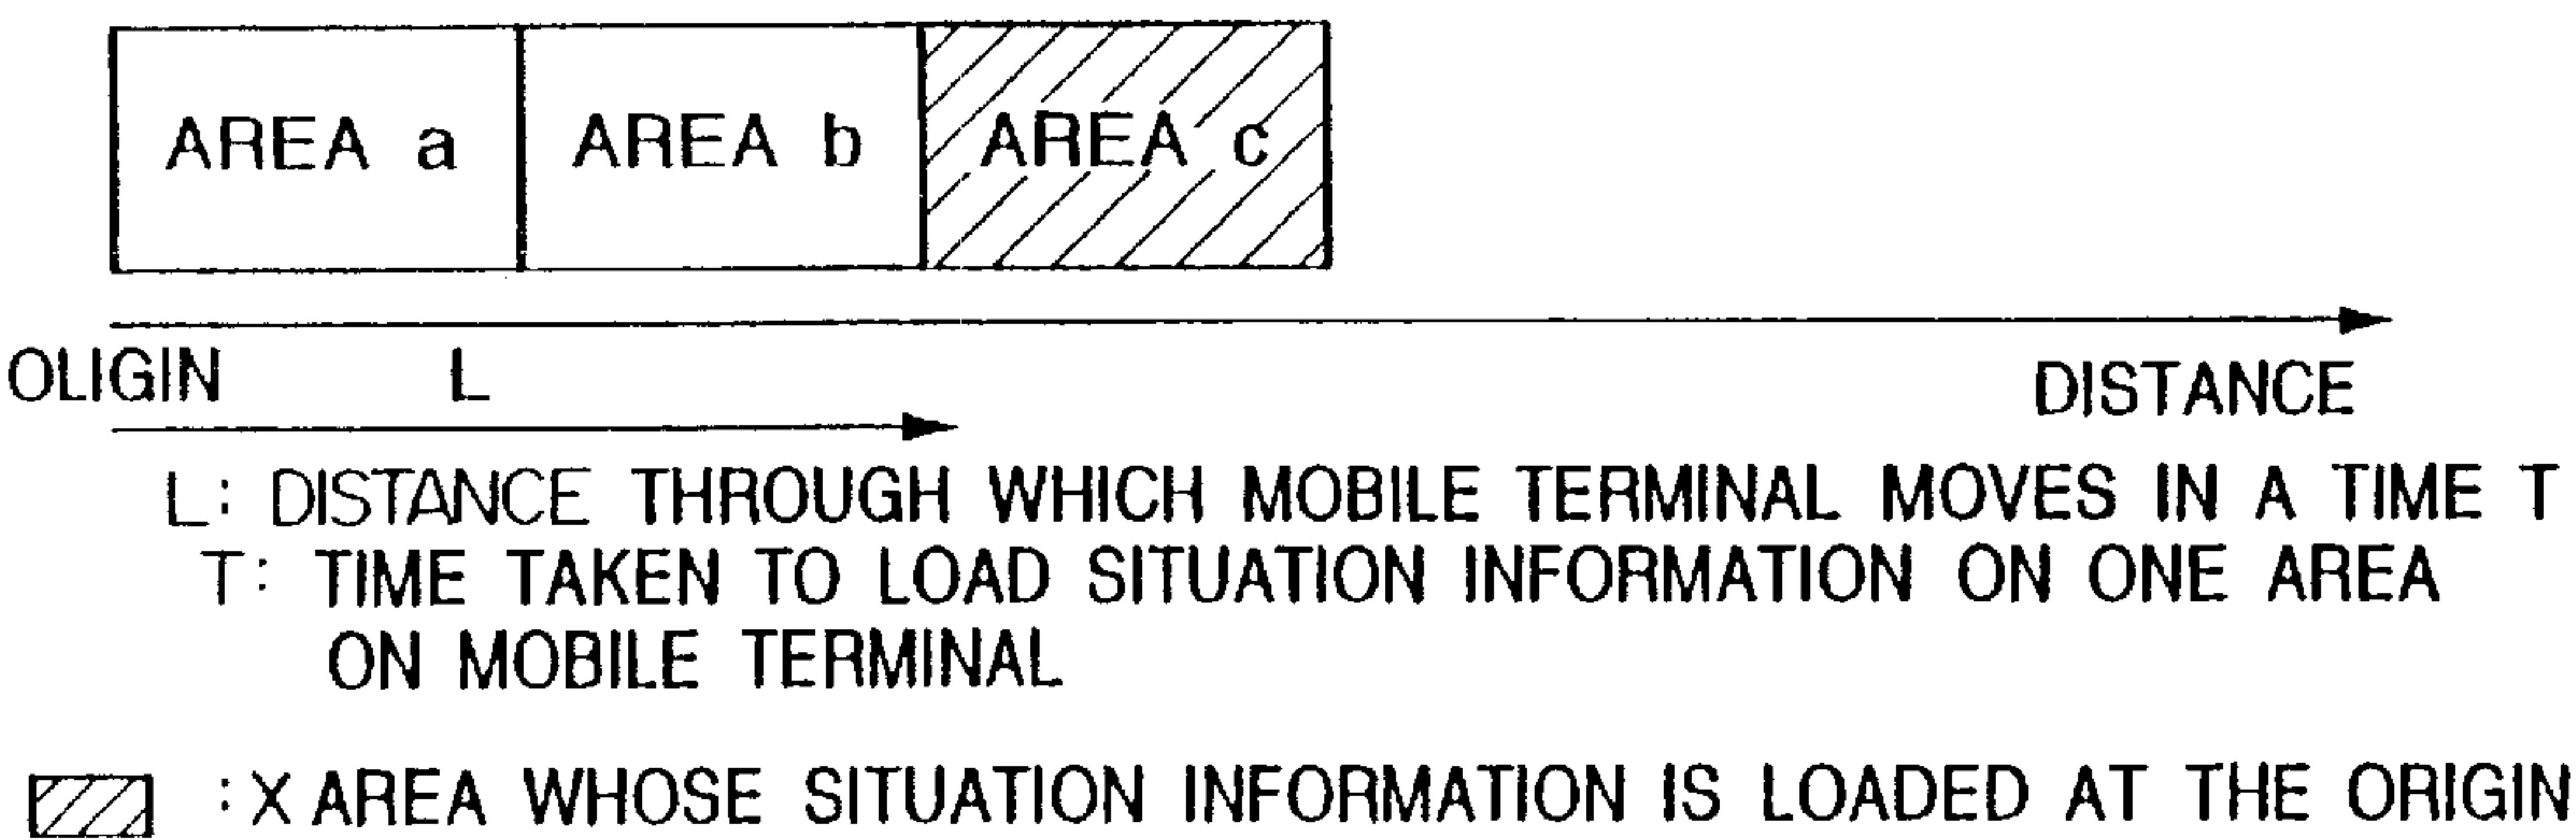 AREA a AREA b AREA c
OLIGIN L DISTANCE
L: DISTANCE THROUGH WHICH MOBILE TERMINAL MOVES IN A TIME T
T: TIME TAKEN TO LOAD SITUATION INFORMATION ON ONE AREA
ON MOBILE TERMINAL
:X AREA WHOSE SITUATION INFORMATION IS LOADED AT THE ORIGIN